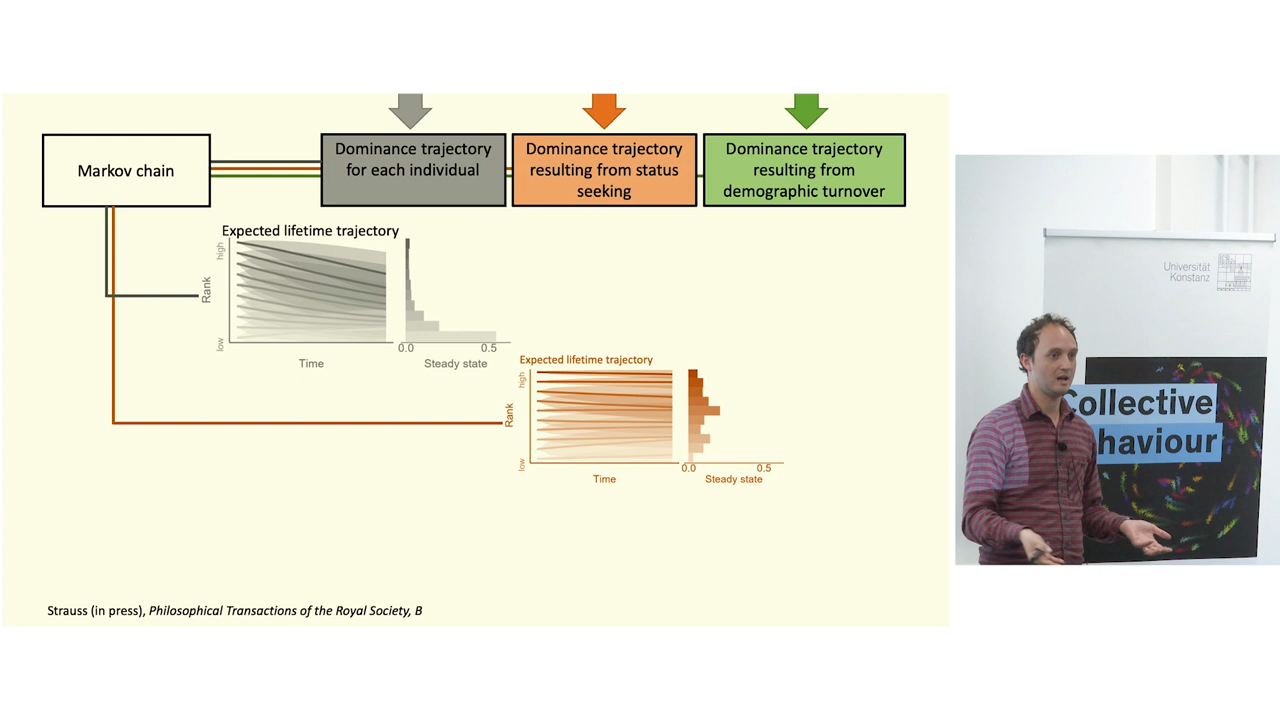 Markov chain
Dominance trajectory
for each individual
Dominance trajectory
resulting from status
seeking
Dominance trajectory
resulting from
demographic turnover
Expected lifetime trajectory
high
Rank
low
Time
0.0
0.5
Steady state
Expected lifetime trajectory
high
Rank
low
Time
0.0
0.5
Steady state
Strauss (in press), Philosophical Transactions of the Royal Society, B
Universität
Konstanz
Collective
haviour